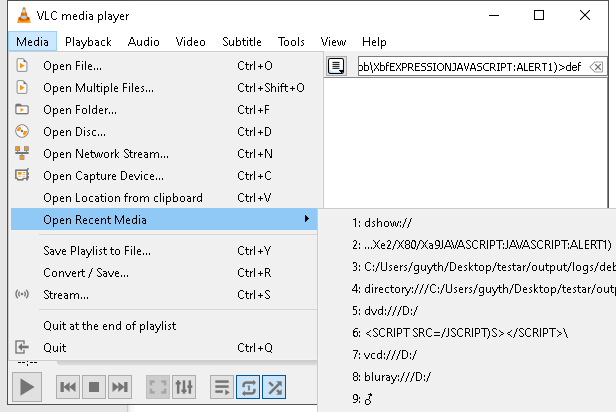 VLC media player
Media Playback Audio Video Subtitle Tools View
Open File... Ctrl+O
Open Multiple Files... Ctrl+Shift+O
Open Folder... Ctrl+F
Open Disc... Ctrl+D
Open Network Stream... Ctrl+N
Open Capture Device... Ctrl+C
Open Location from clipboard Ctrl+V
Open Recent Media
Save Playlist to File... Ctrl+Y
Convert / Save... Ctrl+R
Stream... Ctrl+S
Quit at the end of playlist
Quit Ctrl+Q
--:--
ob\XbfEXPRESSIONJAVASCRIPT:ALERT1)>def
1: dshow://
2: ...Xe2/X80/Xa9JAVASCRIPT:JAVASCRIPT:ALERT1)
3: C:/Users/guyth/Desktop/testar/output/logs/deb
4: directory:///C:/Users/guyth/Desktop/testar/outpu
5: dvd:///D:/
6: <SCRIPT SRC=/JSCRIPT)S></SCRIPT>\
7: vcd:///D:/
8: bluray:///D:/
9: ♂